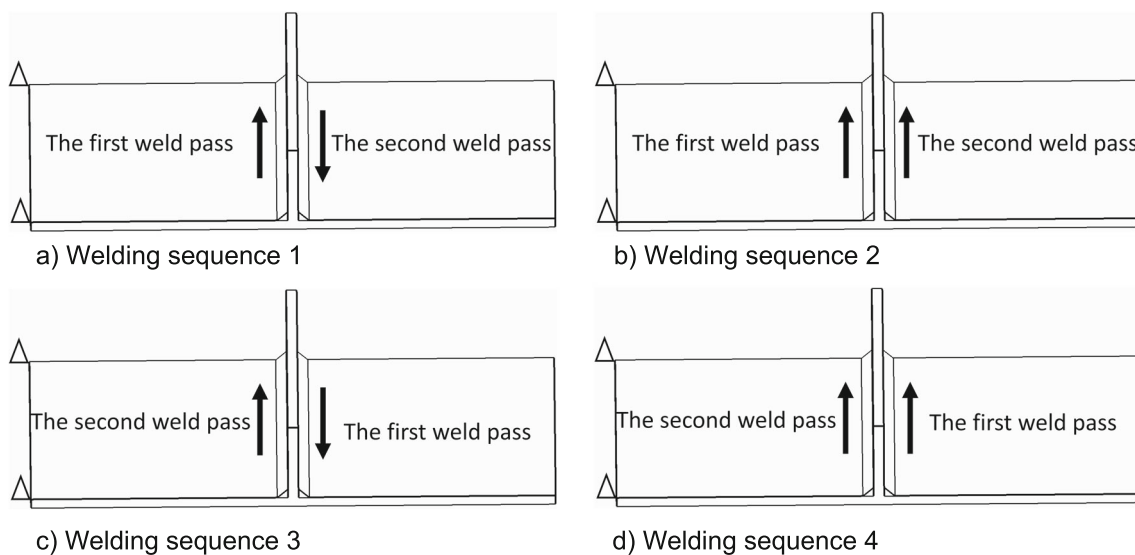 The first weld pass
The second weld pass
The first weld pass
The second weld pass
a) Welding sequence 1
b) Welding sequence 2
The second weld pass
The first weld pass
The second weld pass
The first weld pass
c) Welding sequence 3
d) Welding sequence 4